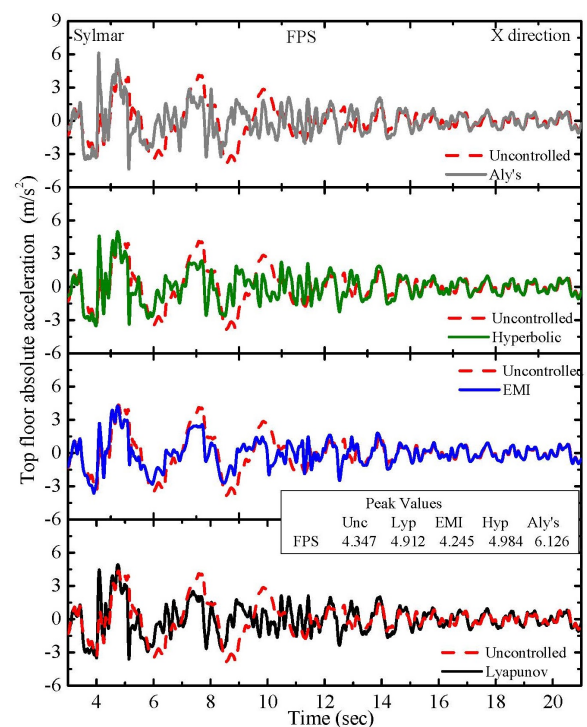 Top floor absolute acceleration (m/s²)
Sylmar FPS X direction
9
6
3
0
-3
-6
Uncontrolled
Aly's
6
3
0
-3
-6
Uncontrolled
Hyperbolic
6
3
0
-3
-6
Uncontrolled
EMI
Peak Values
Unc Lyp EMI Hyp Aly's
FPS 4.347 4.912 4.245 4.984 6.126
6
3
0
-3
-6
Uncontrolled
Lyapunov
4 6 8 10 12 14 16 18 20
Time (sec)